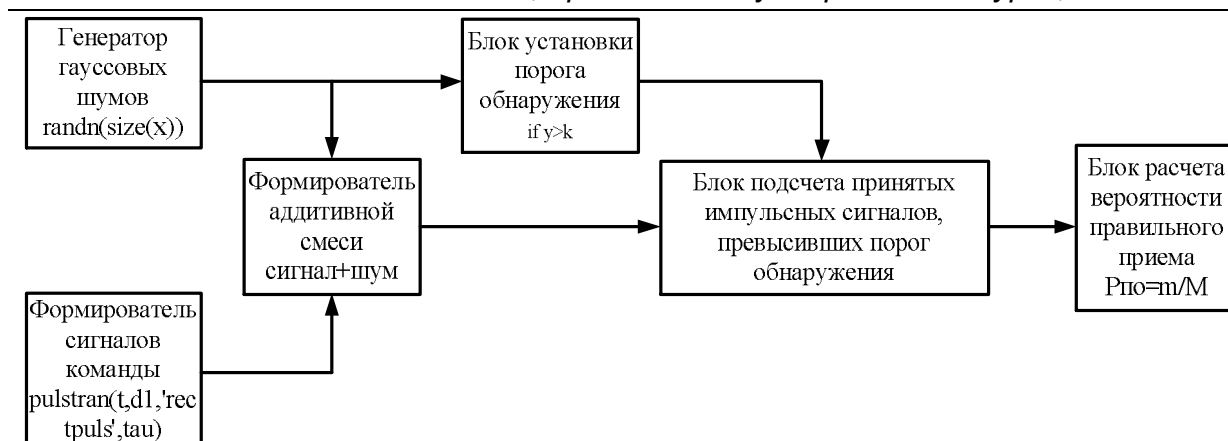 Генератор
гауссовых
шумов
randn(size(x))
Блок установки
порога
обнаружения
if y>k
Формирователь
аддитивной
смеси
сигнал+шум
Блок подсчета принятых
импульсных сигналов,
превысивших порог
обнаружения
Блок расчета
вероятности
правильного
приема
Pпо=m/M
Формирователь
сигналов
команды
pulstran(t,d1,'rec
tpuls',tau)